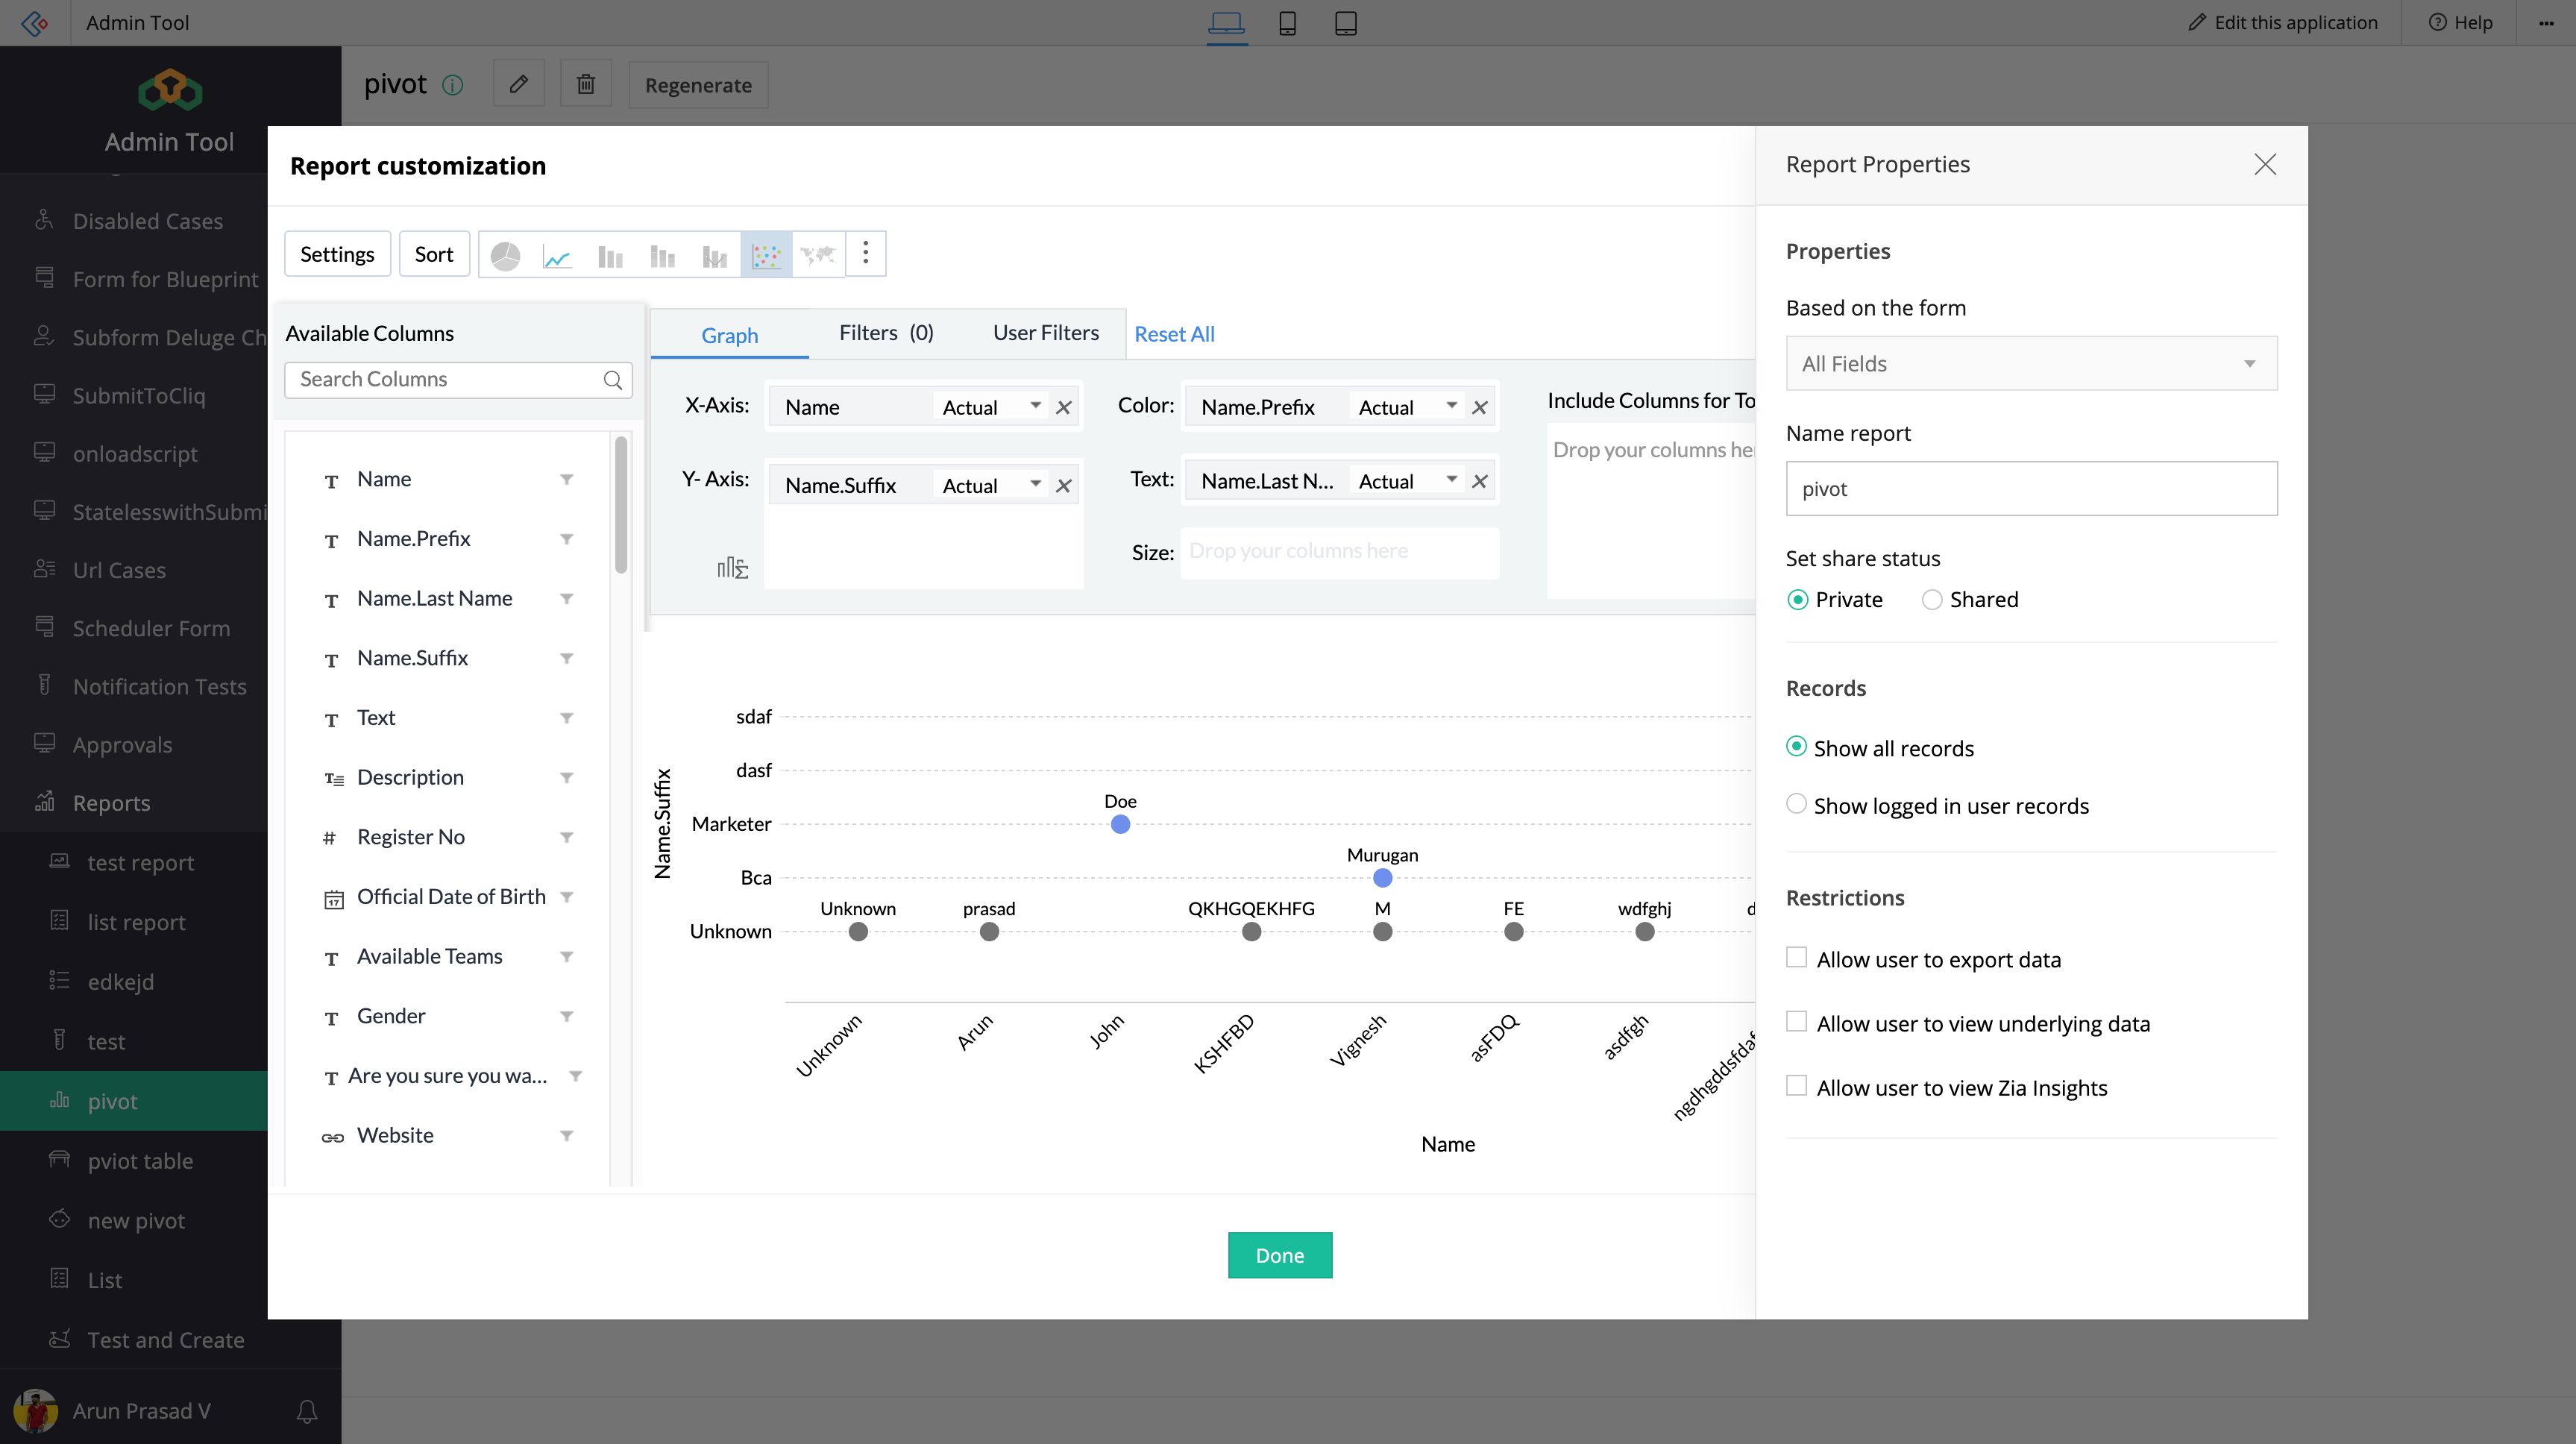 Admin Tool
Edit this application
Help
Admin Tool
pivot
Regenerate
Disabled Cases
Form for Blueprint
Subform Deluge Ch
SubmitToCliq
onloadscript
StatelesswithSubmi
Url Cases
Scheduler Form
Notification Tests
Approvals
Reports
test report
list report
edkejd
test
pivot
pviot table
new pivot
List
Test and Create
Arun Prasad V
Report customization
Settings
Sort
Available Columns
Search Columns
Name
Name.Prefix
Name.Last Name
Name.Suffix
Text
Description
Register No
17
Official Date of Birth
Available Teams
Gender
Are you sure you wa...
Website
Graph
Filters (0)
User Filters
Reset All
X-Axis:
Name
Actual
Y- Axis:
Name.Suffix
Actual
Color:
Name.Prefix
Actual
Text:
Name.Last N...
Actual
Size:
Drop your columns here
Include Columns for To
Drop your columns he
Name.Suffix
sdaf
dasf
Marketer
Bca
Unknown
Doe
Murugan
Unknown
prasad
QKHGQEKHFG
M
FE
wdfghj
Unknown
Arun
John
KSHFBD
Vignesh
asFDQ
asdfgh
ngdhgddsfdaf
Name
Done
Report Properties
Properties
Based on the form
All Fields
Name report
pivot
Set share status
Private
Shared
Records
Show all records
Show logged in user records
Restrictions
Allow user to export data
Allow user to view underlying data
Allow user to view Zia Insights